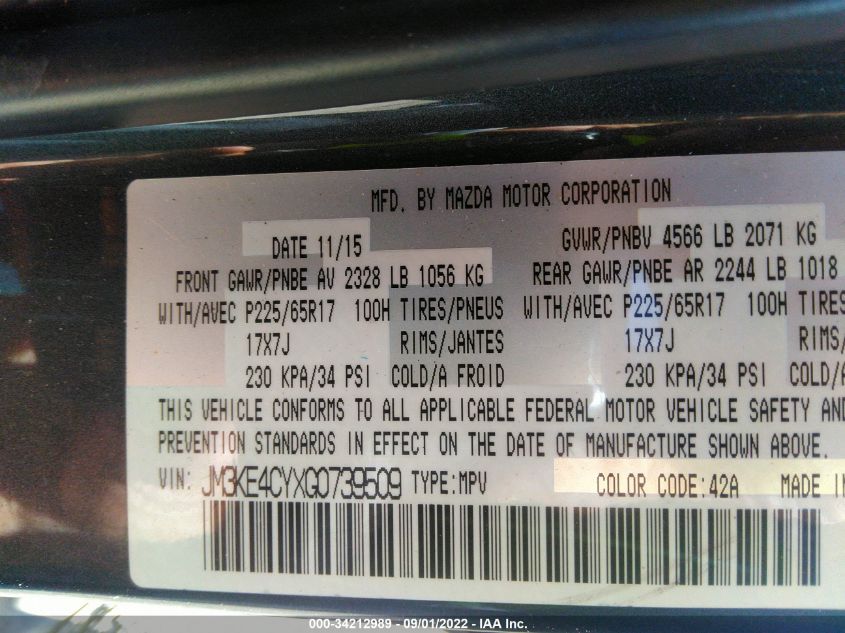 MFD. BY MAZDA MOTOR CORPORATION
DATE 11/15 GVWR/PNBV 4566 LB 2071 KG
FRONT GAWR/PNBE AV 2328 LB 1056 KG REAR GAWR/PNBE AR 2244 LB 1018
WITH/AVEC P225/65R17 100H TIRES/PNEUS WITH/AVEC P225/65R17 100H TIRES
17X7J RIMS/JANTES 17X7J RIMS/
230 KPA/34 PSI COLD/A FROID 230 KPA/34 PSI COLD/A
THIS VEHICLE CONFORMS TO ALL APPLICABLE FEDERAL MOTOR VEHICLE SAFETY AND
PREVENTION STANDARDS IN EFFECT ON THE DATE OF MANUFACTURE SHOWN ABOVE.
VIN: JM3KE4CYXG0739509 TYPE:MPV COLOR CODE:42A MADE IN
000-34212989 - 09/01/2022 - IAA Inc.